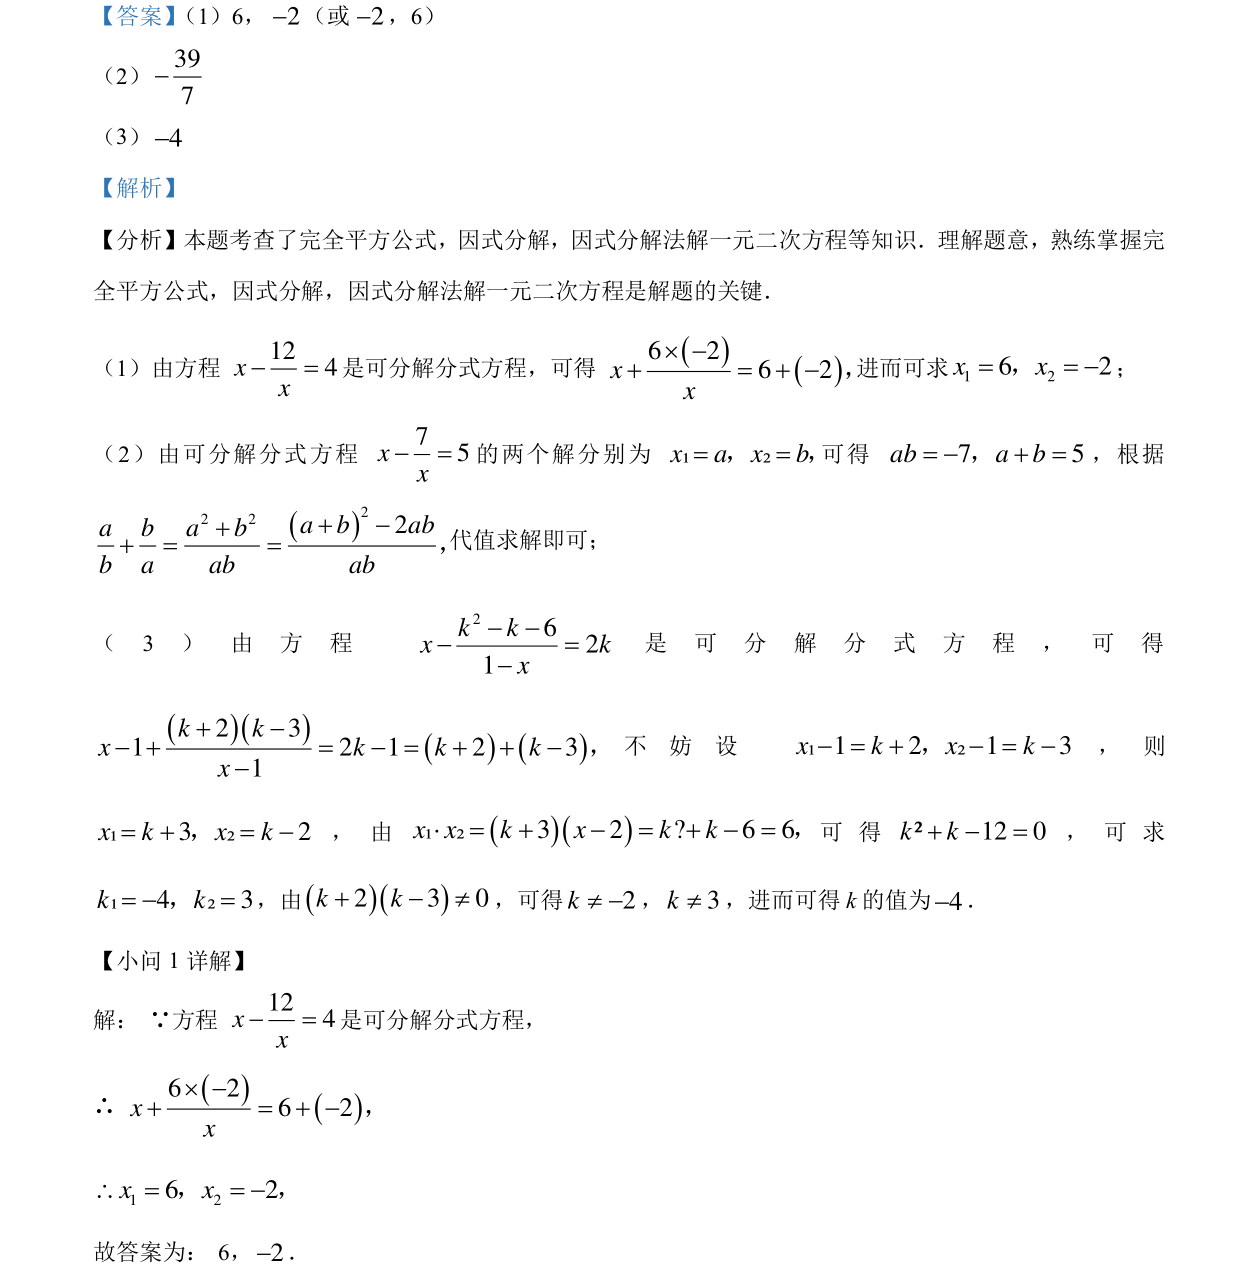 【答案】（1）6， −2（或−2，6）
（2）−39/7
（3）−4
【解析】
【分析】本题考查了完全平方公式，因式分解，因式分解法解一元二次方程等知识．理解题意，熟练掌握完
全平方公式，因式分解，因式分解法解一元二次方程是解题的关键．
（1）由方程 x−12/x=4是可分解分式方程，可得 x+6×(−2)/x=6+(−2)，进而可求x₁=6，x₂=−2；
（2）由可分解分式方程 x−7/x=5的两个解分别为 x₁=a，x₂=b，可得 ab=−7，a+b=5，根据
a/b+b/a=(a²+b²)/ab=((a+b)²−2ab)/ab，代值求解即可；
（3）由方程 x−(k²−k−6)/(1−x)=2k 是可分解分式方程，可得
x−1+(k+2)(k−3)/(x−1)=2k−1=(k+2)+(k−3)，不妨设 x₁−1=k+2，x₂−1=k−3，则
x₁=k+3，x₂=k−2，由 x₁·x₂=(k+3)(x−2)=k?+k−6=6，可得 k²+k−12=0，可求
k₁=−4，k₂=3，由(k+2)(k−3)≠0，可得k≠−2，k≠3，进而可得k的值为−4．
【小问1详解】
解： ∵方程 x−12/x=4是可分解分式方程，
∴ x+6×(−2)/x=6+(−2)，
∴x₁=6，x₂=−2，
故答案为： 6， −2．